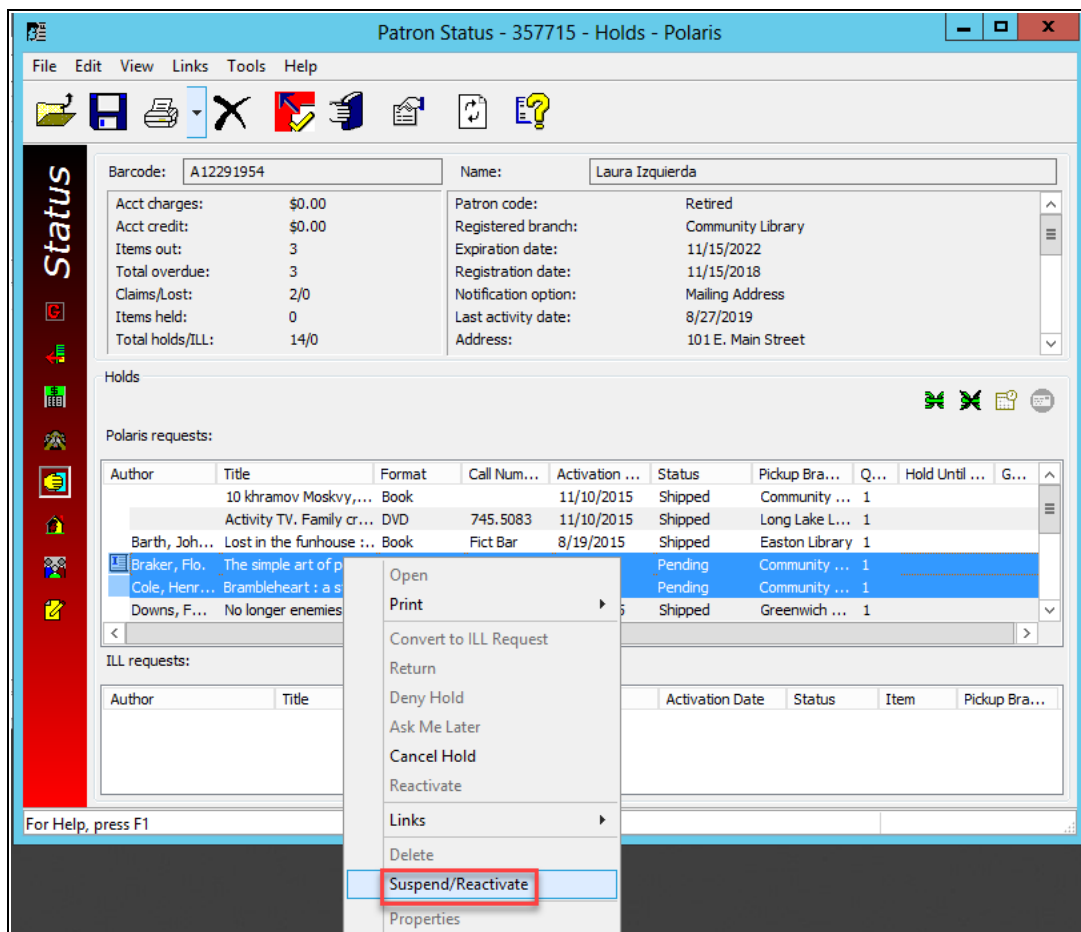 Patron Status - 357715 - Holds - Polaris
File Edit View Links Tools Help
Status
Barcode: A12291954 Name: Laura Izquierda
Acct charges: $0.00 Patron code: Retired
Acct credit: $0.00 Registered branch: Community Library
Items out: 3 Expiration date: 11/15/2022
Total overdue: 3 Registration date: 11/15/2018
Claims/Lost: 2/0 Notification option: Mailing Address
Items held: 0 Last activity date: 8/27/2019
Total holds/ILL: 14/0 Address: 101 E. Main Street
Holds
Polaris requests:
Author Title Format Call Num... Activation ... Status Pickup Bra... Q... Hold Until ... G...
10 khramov Moskvy,... Book 11/10/2015 Shipped Community ... 1
Activity TV. Family cr... DVD 745.5083 11/10/2015 Shipped Long Lake L... 1
Barth, Joh... Lost in the funhouse :... Book Fict Bar 8/19/2015 Shipped Easton Library 1
Braker, Flo. The simple art of p Pending Community ... 1
Cole, Henr... Brambleheart : a s Pending Community ... 1
Downs, F... No longer enemies 5 Shipped Greenwich ... 1
Open
Print
Convert to ILL Request
Return
Deny Hold
Ask Me Later
Cancel Hold
Reactivate
Links
Delete
Suspend/Reactivate
Properties
ILL requests:
Author Title Activation Date Status Item Pickup Bra...
For Help, press F1